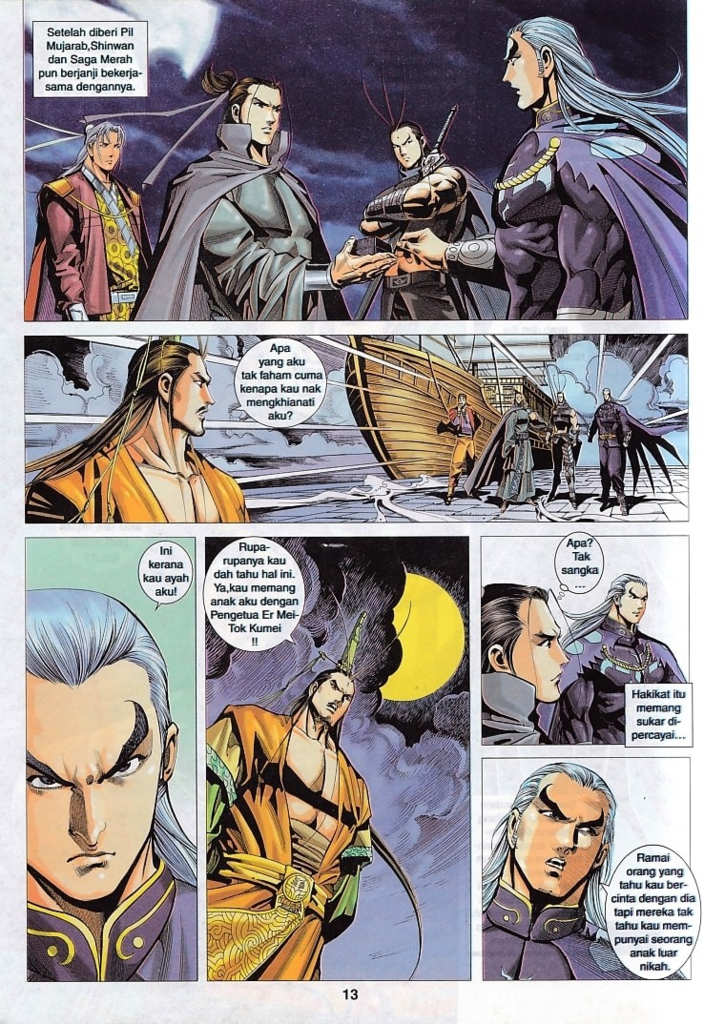 Setelah diberi Pil
Mujarab,Shinwan
dan Saga Merah
pun berjanji bekerja-
sama dengannya.
Apa
yang aku
tak faham cuma
kenapa kau nak
mengkhianati
aku?
Ini
kerana
kau ayah
aku!
Rupa-
rupanya kau
dah tahu hal ini.
Ya,kau memang
anak aku dengan
Pengetua Er Mei-
Tok Kumei
!!
Apa?
Tak
sangka
...
Hakikat itu
memang
sukar di-
percayai...
Ramai
orang yang
tahu kau ber-
cinta dengan dia
tapi mereka tak
tahu kau mem-
punyai seorang
anak luar
nikah.
13